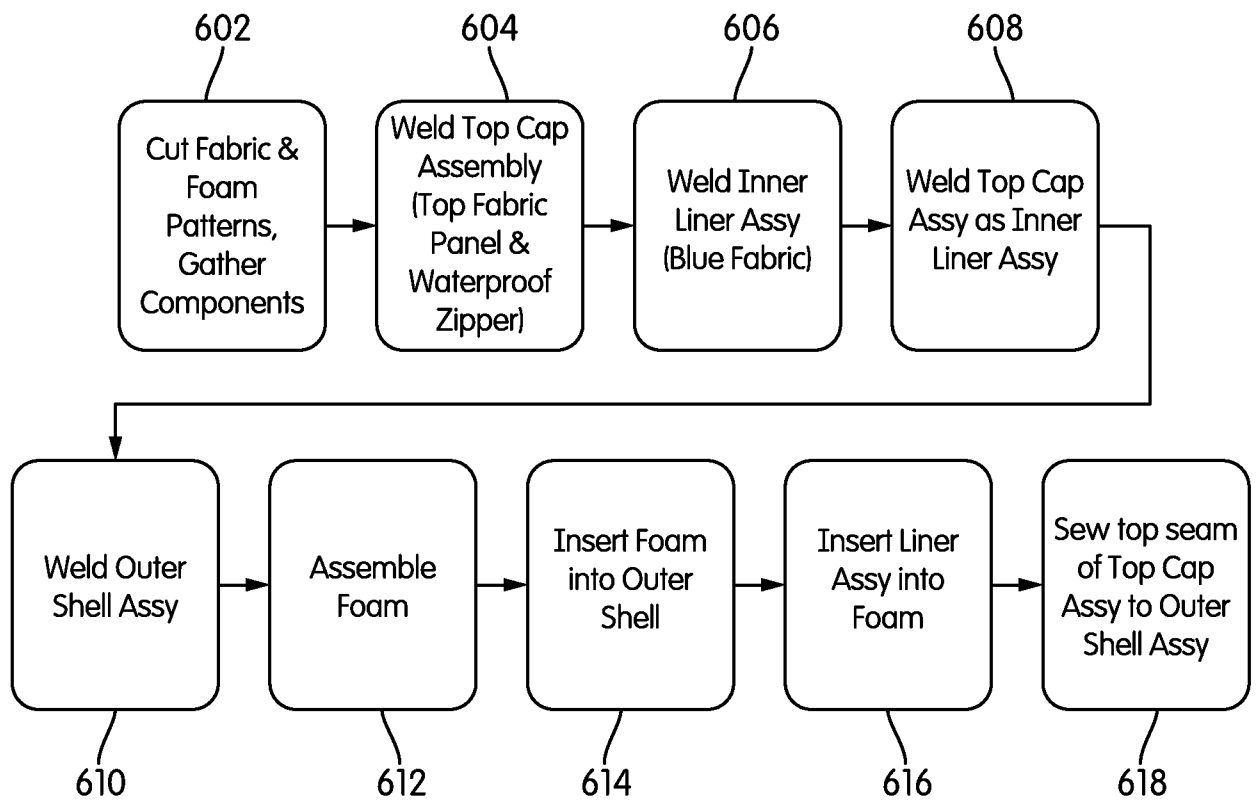 602
604
606
608
Cut Fabric &
Foam
Patterns,
Gather
Components
Weld Top Cap
Assembly
(Top Fabric
Panel &
Waterproof
Zipper)
Weld Inner
Liner Assy
(Blue Fabric)
Weld Top Cap
Assy as Inner
Liner Assy
Weld Outer
Shell Assy
Assemble
Foam
Insert Foam
into Outer
Shell
Insert Liner
Assy into
Foam
Sew top seam
of Top Cap
Assy to Outer
Shell Assy
610
612
614
616
618